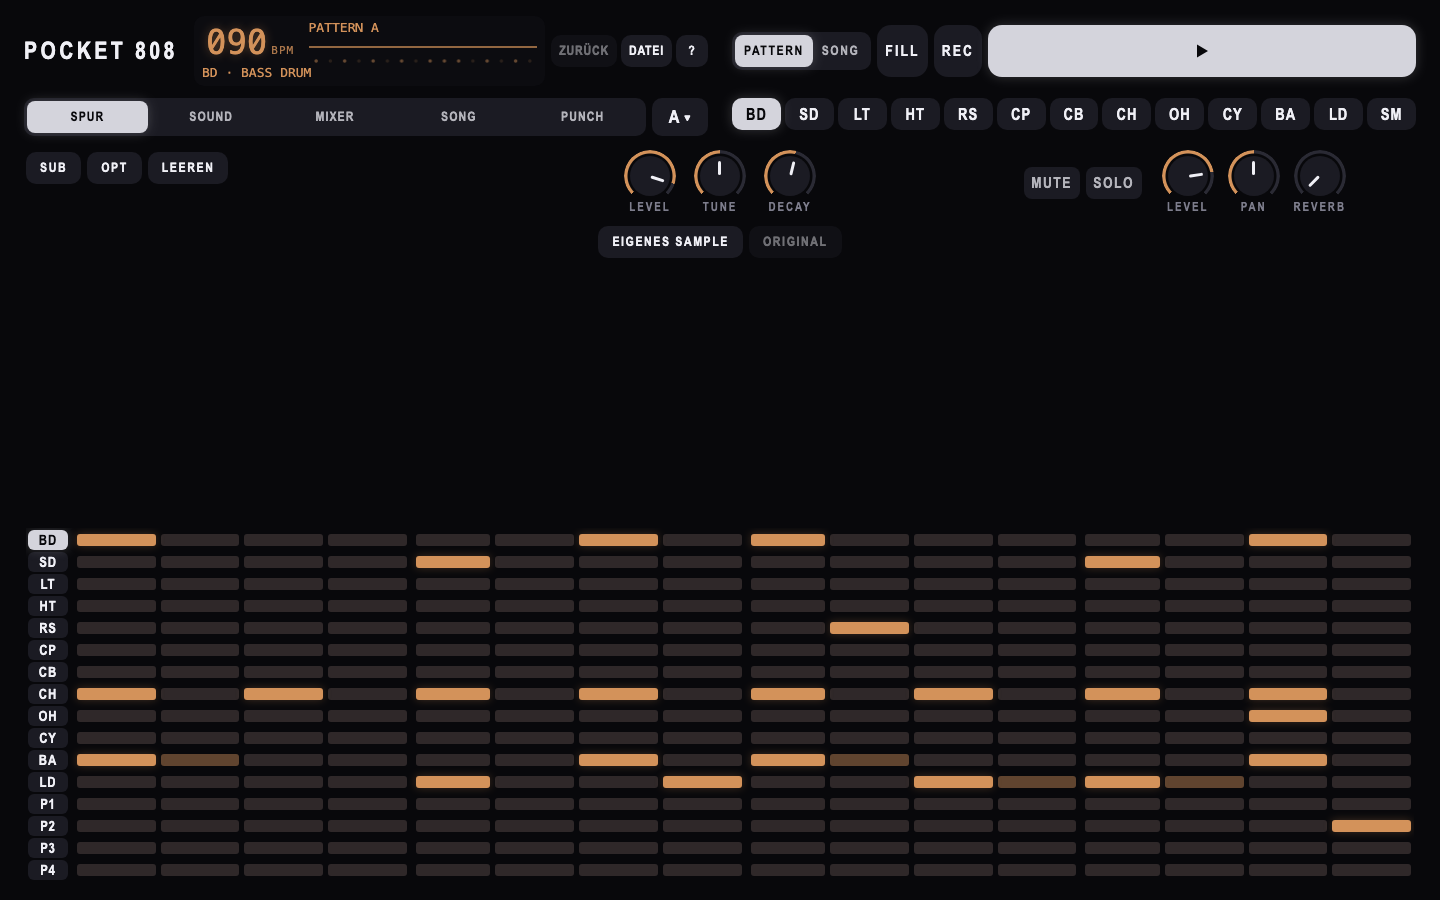 POCKET 808
090 BPM
PATTERN A
BD · BASS DRUM
ZURÜCK DATEI ?
PATTERN SONG FILL REC
SPUR SOUND MIXER SONG PUNCH
A
BD SD LT HT RS CP CB CH OH CY BA LD SM
SUB OPT LEEREN
LEVEL TUNE DECAY
MUTE SOLO
LEVEL PAN REVERB
EIGENES SAMPLE ORIGINAL
BD
SD
LT
HT
RS
CP
CB
CH
OH
CY
BA
LD
P1
P2
P3
P4